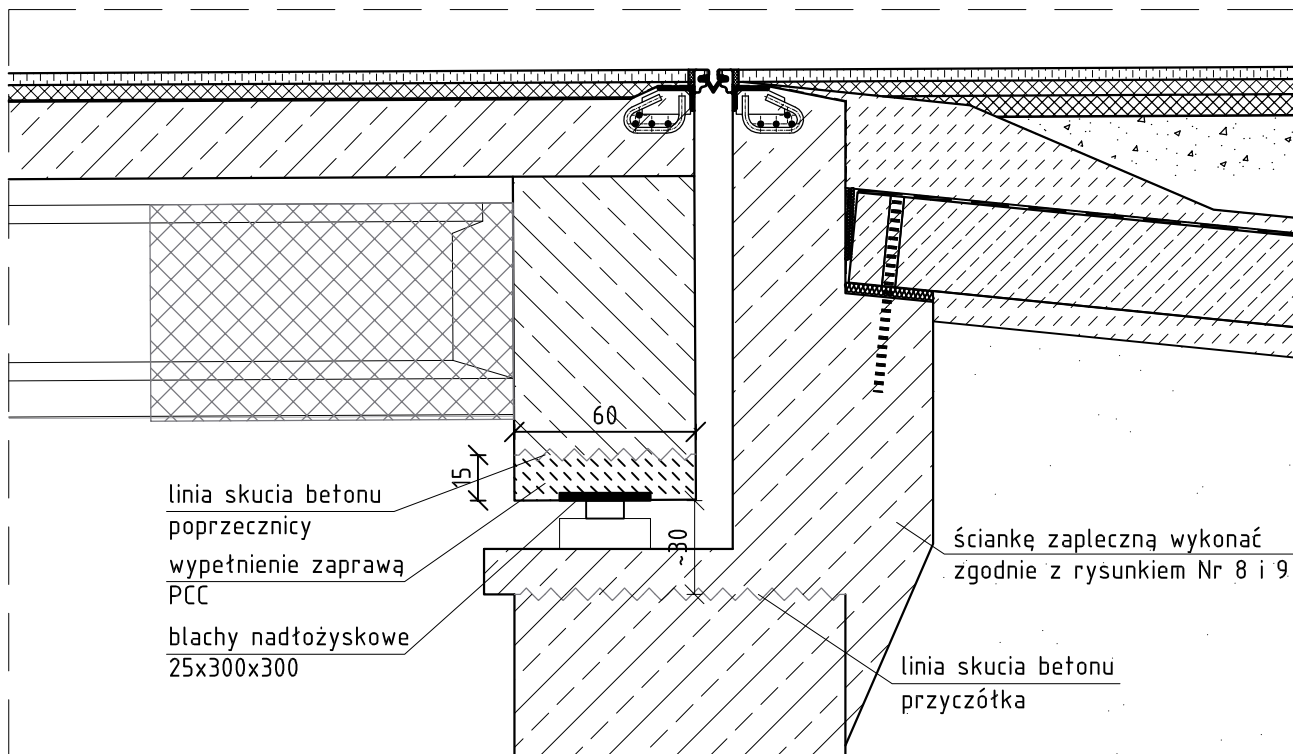 60
15
linia skucia betonu
poprzecznicy
~30
ściankę zapleczną wykonać
zgodnie z rysunkiem Nr 8 i 9
wypełnienie zaprawą
PCC
blachy nadłożyskowe
25x300x300
linia skucia betonu
przyczółka